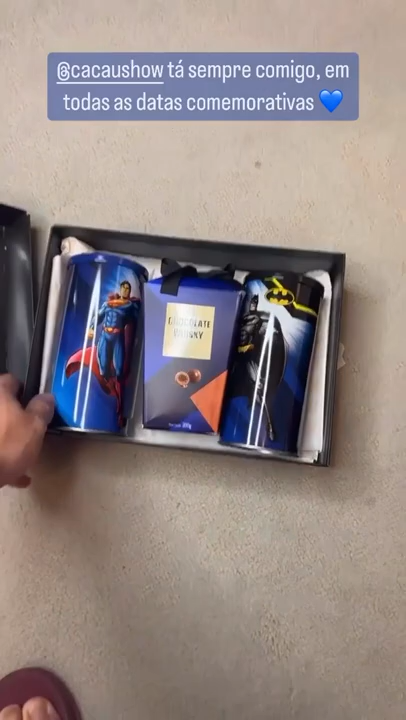 @cacaushow tá sempre comigo, em
todas as datas comemorativas 💙
CHOCOLATE